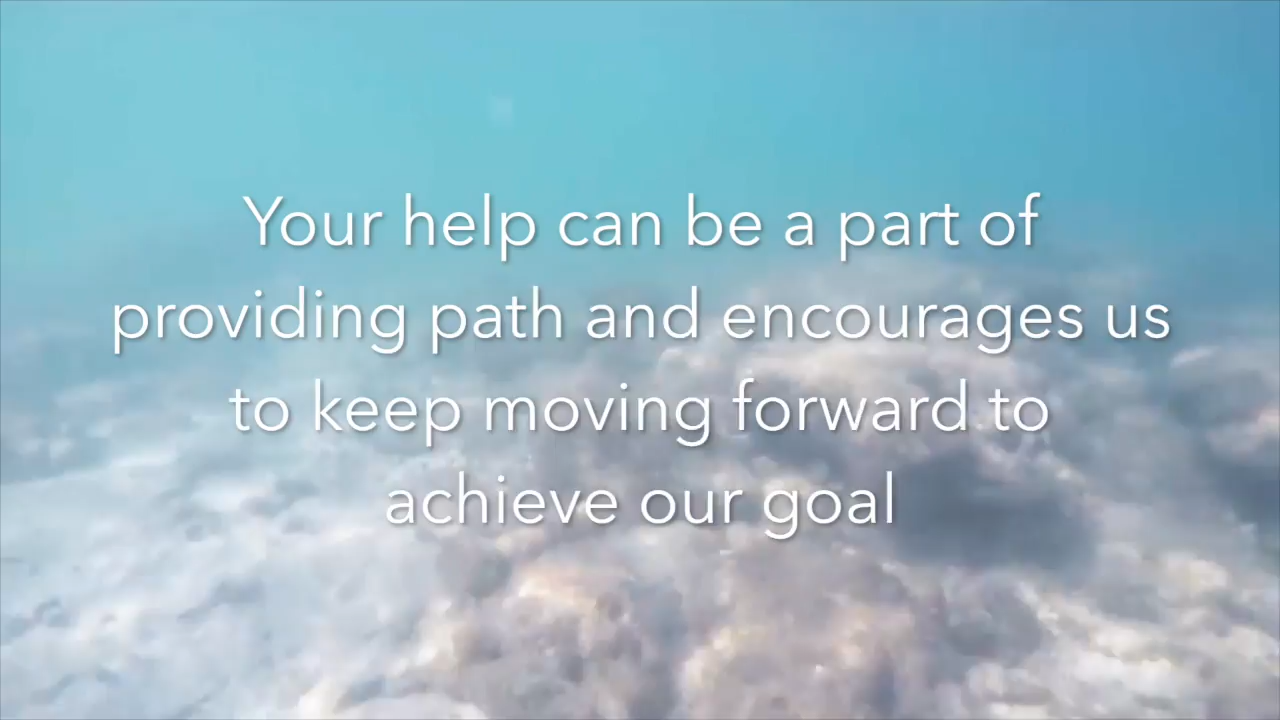 Your help can be a part of
providing path and encourages us
to keep moving forward to
achieve our goal